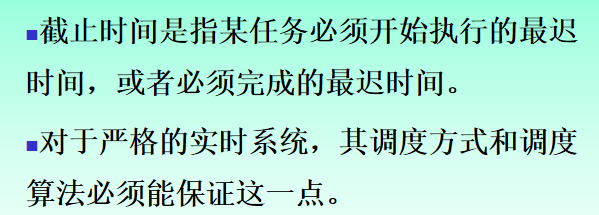 截止时间是指某任务必须开始执行的最迟
时间，或者必须完成的最迟时间。
对于严格的实时系统，其调度方式和调度
算法必须能保证这一点。